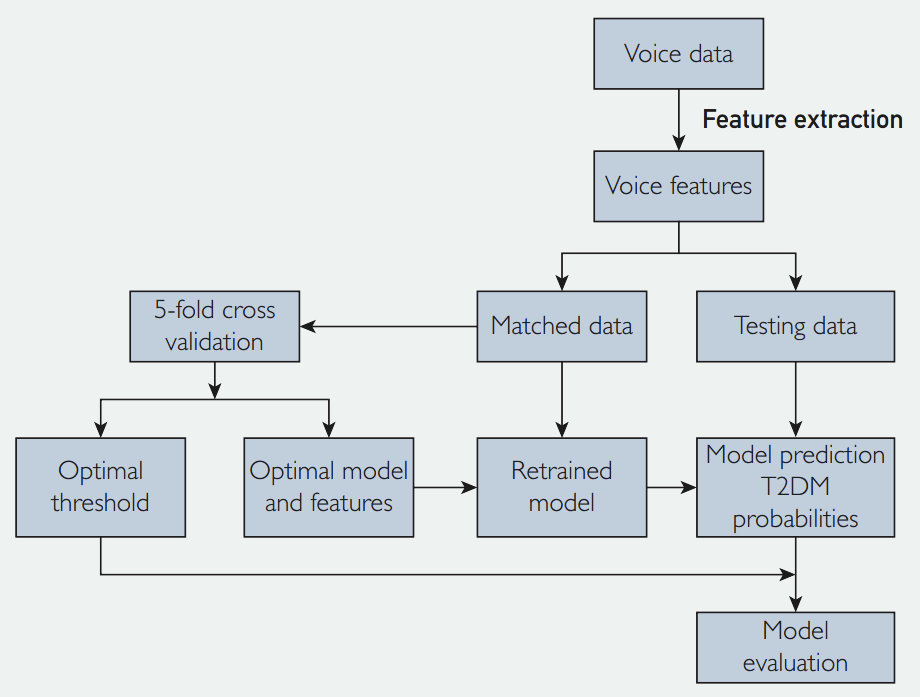 Voice data
Feature extraction
Voice features
5-fold cross
validation
Matched data
Testing data
Optimal
threshold
Optimal model
and features
Retrained
model
Model prediction
T2DM
probabilities
Model
evaluation